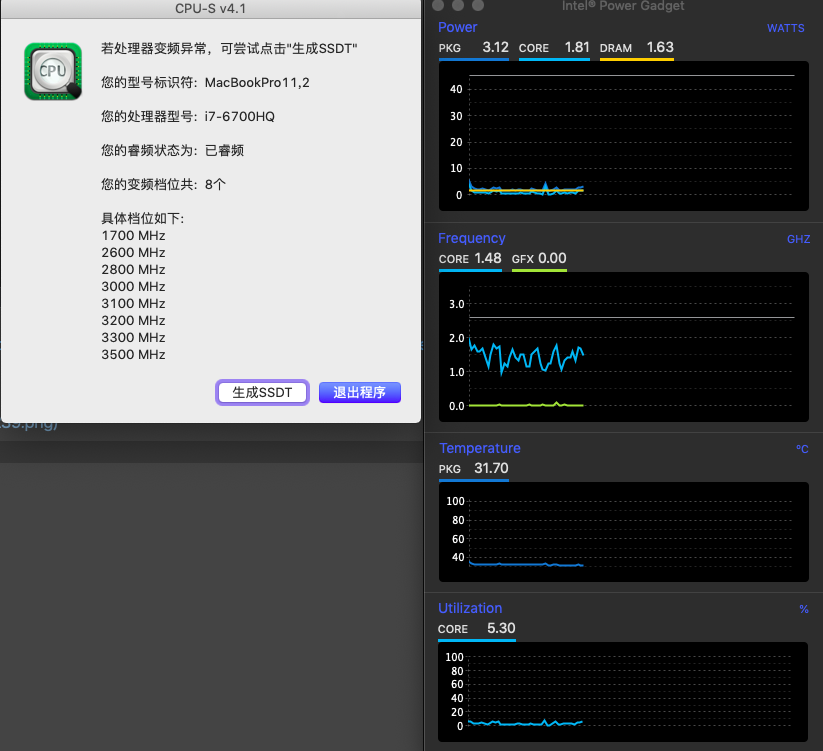 CPU-S v4.1
若处理器变频异常，可尝试点击"生成SSDT"
CPU
您的型号标识符：MacBookPro11,2
您的处理器型号：i7-6700HQ
您的睿频状态为：已睿频
您的变频档位共：8个
具体档位如下：
1700 MHz
2600 MHz
2800 MHz
3000 MHz
3100 MHz
3200 MHz
3300 MHz
3500 MHz
生成SSDT 退出程序
.png)
Intel® Power Gadget
Power WATTS
PKG 3.12 CORE 1.81 DRAM 1.63
40
30
20
10
0
Frequency GHZ
CORE 1.48 GFX 0.00
3.0
2.0
1.0
0.0
Temperature °C
PKG 31.70
100
80
60
40
Utilization %
CORE 5.30
100
80
60
40
20
0